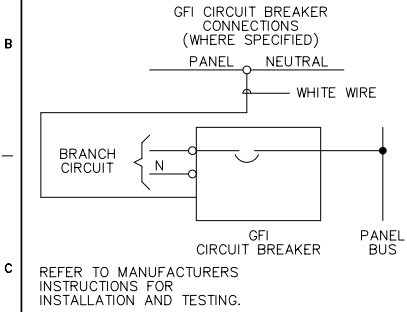 GFI CIRCUIT BREAKER
CONNECTIONS
(WHERE SPECIFIED)
B
PANEL NEUTRAL
WHITE WIRE
BRANCH
CIRCUIT
N
GFI
CIRCUIT BREAKER
PANEL
BUS
C
REFER TO MANUFACTURERS
INSTRUCTIONS FOR
INSTALLATION AND TESTING.